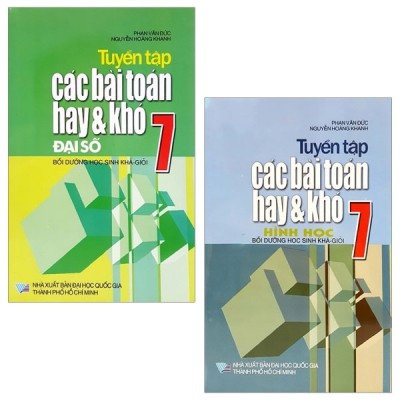 PHAN VĂN ĐỨC
NGUYỄN HOÀNG KHANH
Tuyển tập
các bài toán
hay & khó
ĐẠI SỐ
7
BỒI DƯỠNG HỌC SINH KHÁ-GIỎI
NHÀ XUẤT BẢN ĐẠI HỌC QUỐC GIA
THÀNH PHỐ HỒ CHÍ MINH
PHAN VĂN ĐỨC
NGUYỄN HOÀNG KHANH
Tuyển tập
các bài toán
hay & khó
HÌNH HỌC
7
BỒI DƯỠNG HỌC SINH KHÁ-GIỎI
NHÀ XUẤT BẢN ĐẠI HỌC QUỐC GIA
THÀNH PHỐ HỒ CHÍ MINH